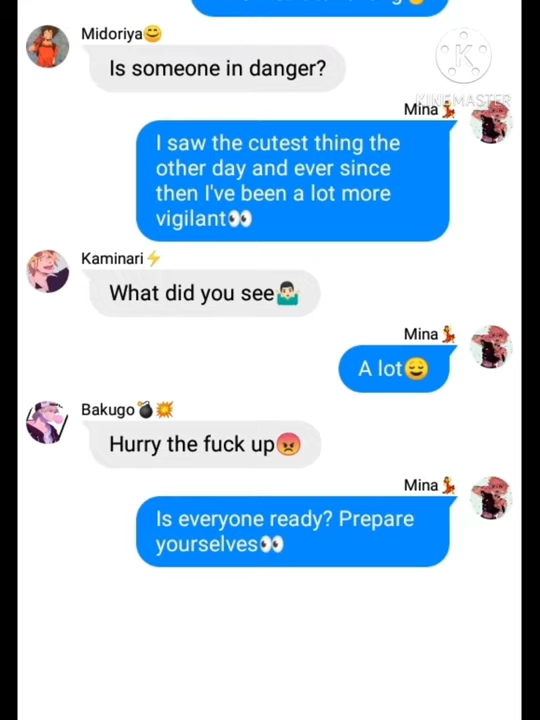 Midoriya😊
Is someone in danger?
K
KINEMASTER
Mina💃
I saw the cutest thing the
other day and ever since
then I've been a lot more
vigilant👀
Kaminari⚡
What did you see🤷🏻‍♂️
Mina💃
A lot😌
Bakugo💣💥
Hurry the fuck up😡
Mina💃
Is everyone ready? Prepare
yourselves👀